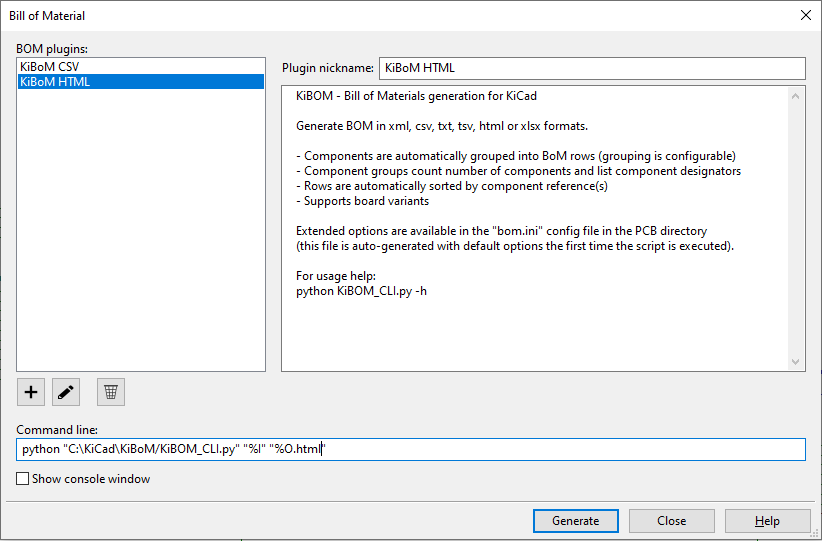 Bill of Material
BOM plugins:
KiBoM CSV
KiBoM HTML
Plugin nickname: KiBoM HTML
KiBOM - Bill of Materials generation for KiCad
Generate BOM in xml, csv, txt, tsv, html or xlsx formats.
- Components are automatically grouped into BoM rows (grouping is configurable)
- Component groups count number of components and list component designators
- Rows are automatically sorted by component reference(s)
- Supports board variants
Extended options are available in the "bom.ini" config file in the PCB directory
(this file is auto-generated with default options the first time the script is executed).
For usage help:
python KiBOM_CLI.py -h
Command line:
python "C:\KiCad\KiBoM/KiBOM_CLI.py" "%I" "%O.html"
Show console window
Generate Close Help